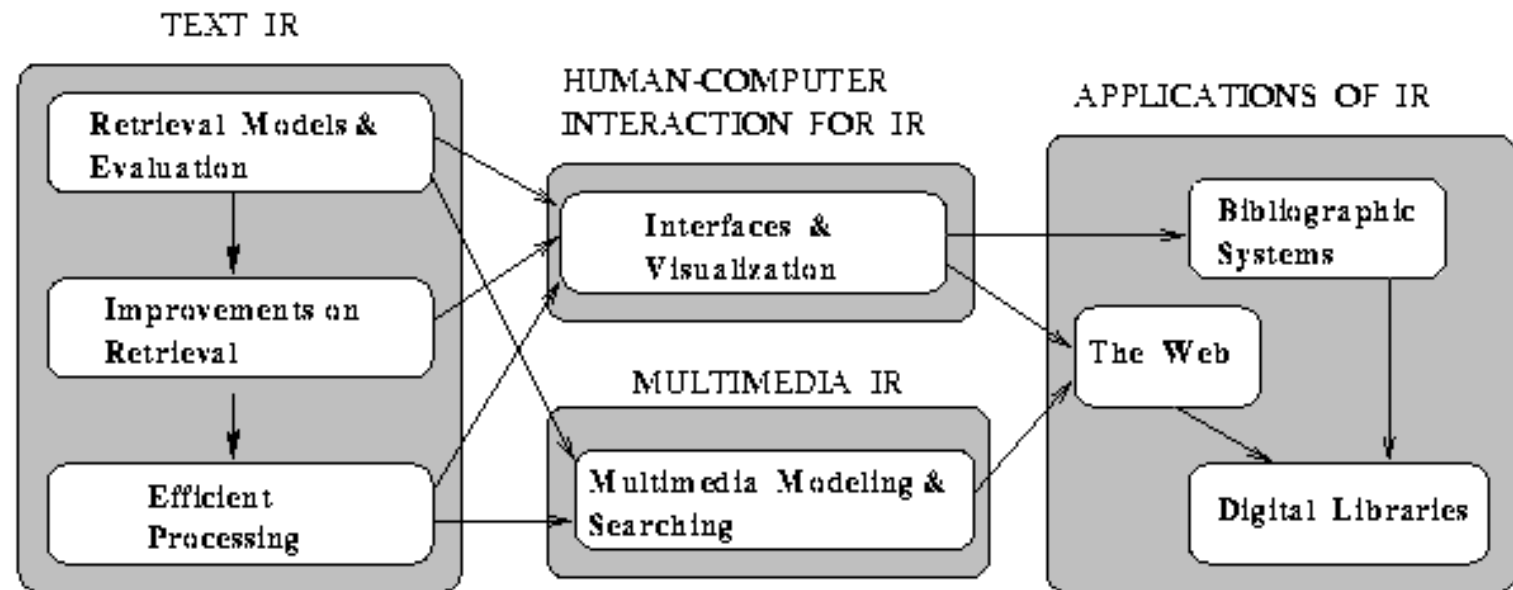 TEXT IR
Retrieval Models &
Evaluation
Improvements on
Retrieval
Efficient
Processing
HUMAN-COMPUTER
INTERACTION FOR IR
Interfaces &
Visualization
MULTIMEDIA IR
Multimedia Modeling &
Searching
APPLICATIONS OF IR
Bibliographic
Systems
The Web
Digital Libraries